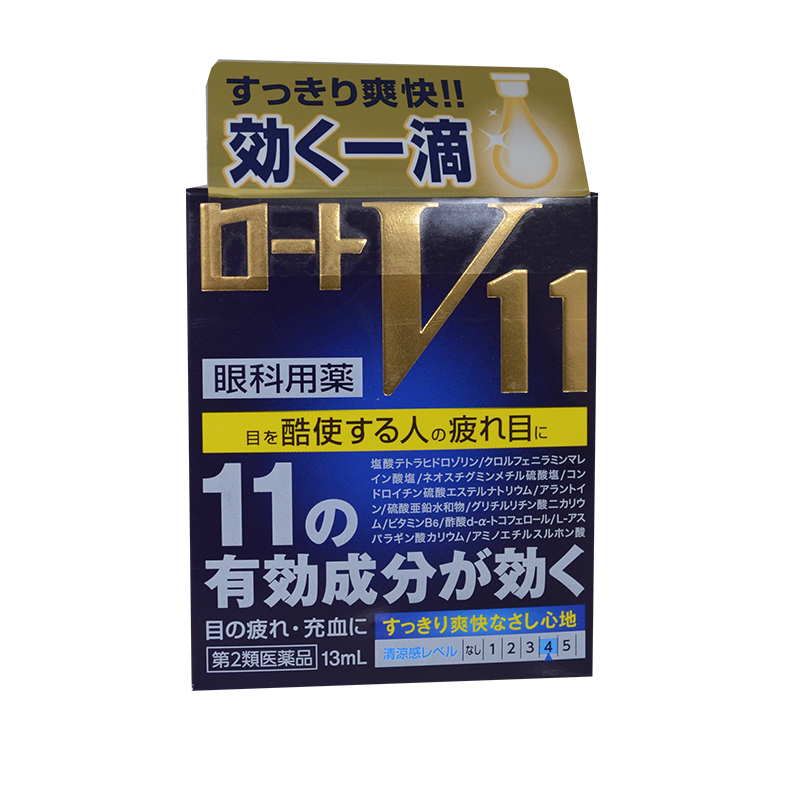 すっきり爽快!!
効く一滴
ロートV11
眼科用薬
目を酷使する人の疲れ目に
塩酸テトラヒドロゾリン/クロルフェニラミンマレ
イン酸塩/ネオスチグミンメチル硫酸塩/コン
ドロイチン硫酸エステルナトリウム/アラントイ
ン/硫酸亜鉛水和物/グリチルリチン酸二カリウ
ム/ビタミンB6/酢酸d-α-トコフェロール/L-アス
パラギン酸カリウム/アミノエチルスルホン酸
11の
有効成分が効く
目の疲れ・充血に
すっきり爽快なさし心地
第2類医薬品 13mL
清涼感レベル なし 1 2 3 4 5